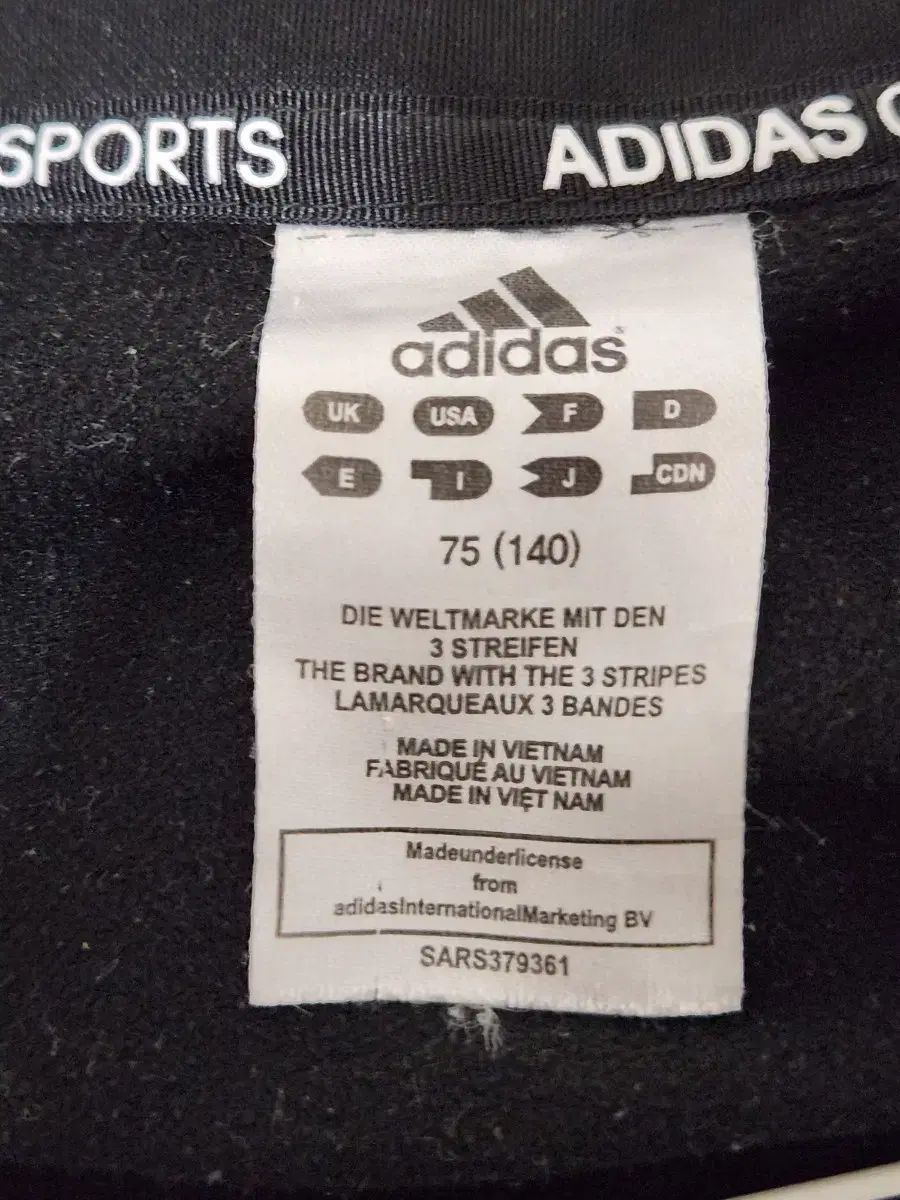 SPORTS ADIDAS
adidas
UK USA F D
E I J CDN
75 (140)
DIE WELTMARKE MIT DEN
3 STREIFEN
THE BRAND WITH THE 3 STRIPES
LAMARQUEAUX 3 BANDES
MADE IN VIETNAM
FABRIQUÉ AU VIETNAM
MADE IN VIỆT NAM
Madeunderlicense
from
adidasInternationalMarketing BV
SARS379361